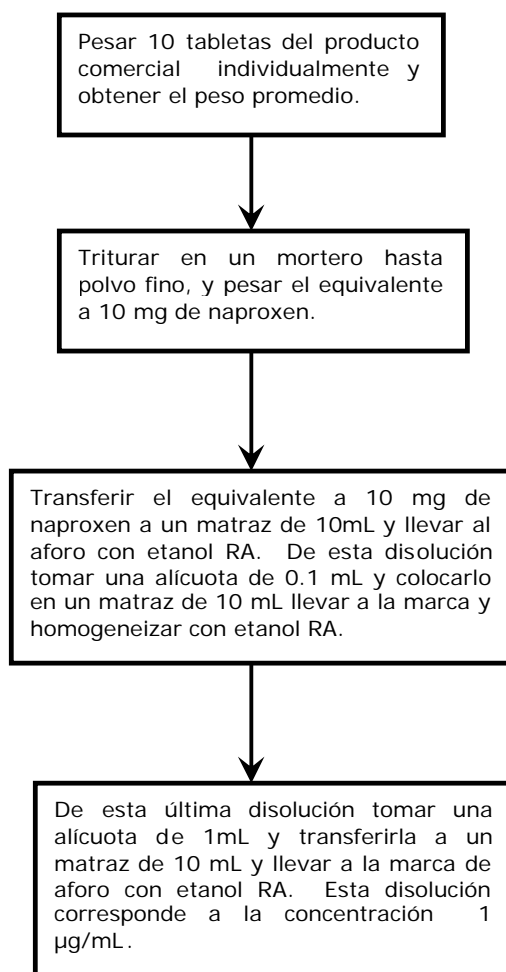 Pesar 10 tabletas del producto
comercial individualmente y
obtener el peso promedio.
Triturar en un mortero hasta
polvo fino, y pesar el equivalente
a 10 mg de naproxen.
Transferir el equivalente a 10 mg de
naproxen a un matraz de 10mL y llevar al
aforo con etanol RA. De esta disolución
tomar una alícuota de 0.1 mL y colocarlo
en un matraz de 10 mL llevar a la marca y
homogeneizar con etanol RA.
De esta última disolución tomar una
alícuota de 1mL y transferirla a un
matraz de 10 mL y llevar a la marca de
aforo con etanol RA. Esta disolución
corresponde a la concentración 1
µg/mL.